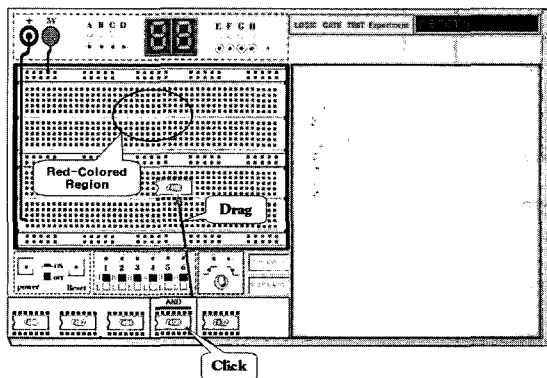 + 5V
A B C D
88
E F G H
LOGIC GATE TEST Experiment
Red-Colored
Region
Drag
ON
OFF
power
Reset
1 2 3 4 5 6
AND
Click